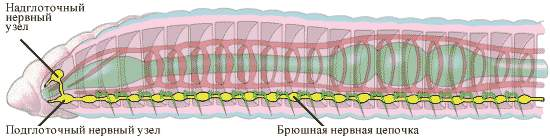 Надглоточный
нервный
узел
Подглоточный нервный узел
Брюшная нервная цепочка